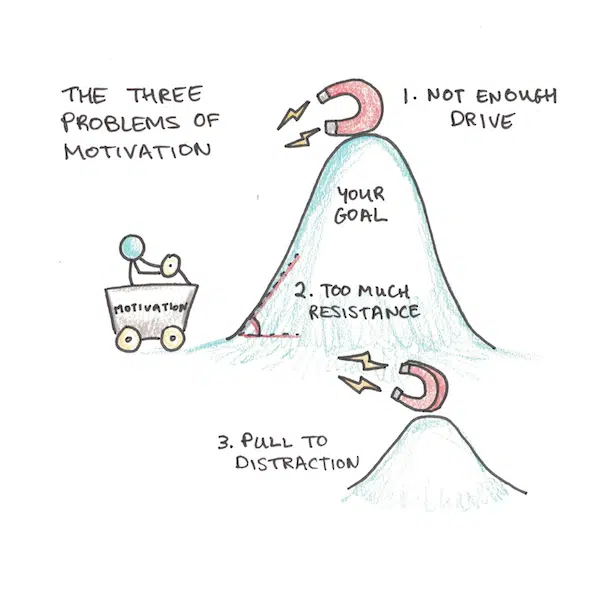 THE THREE
PROBLEMS OF
MOTIVATION
1. NOT ENOUGH
DRIVE
YOUR
GOAL
2. TOO MUCH
RESISTANCE
MOTIVATION
3. PULL TO
DISTRACTION